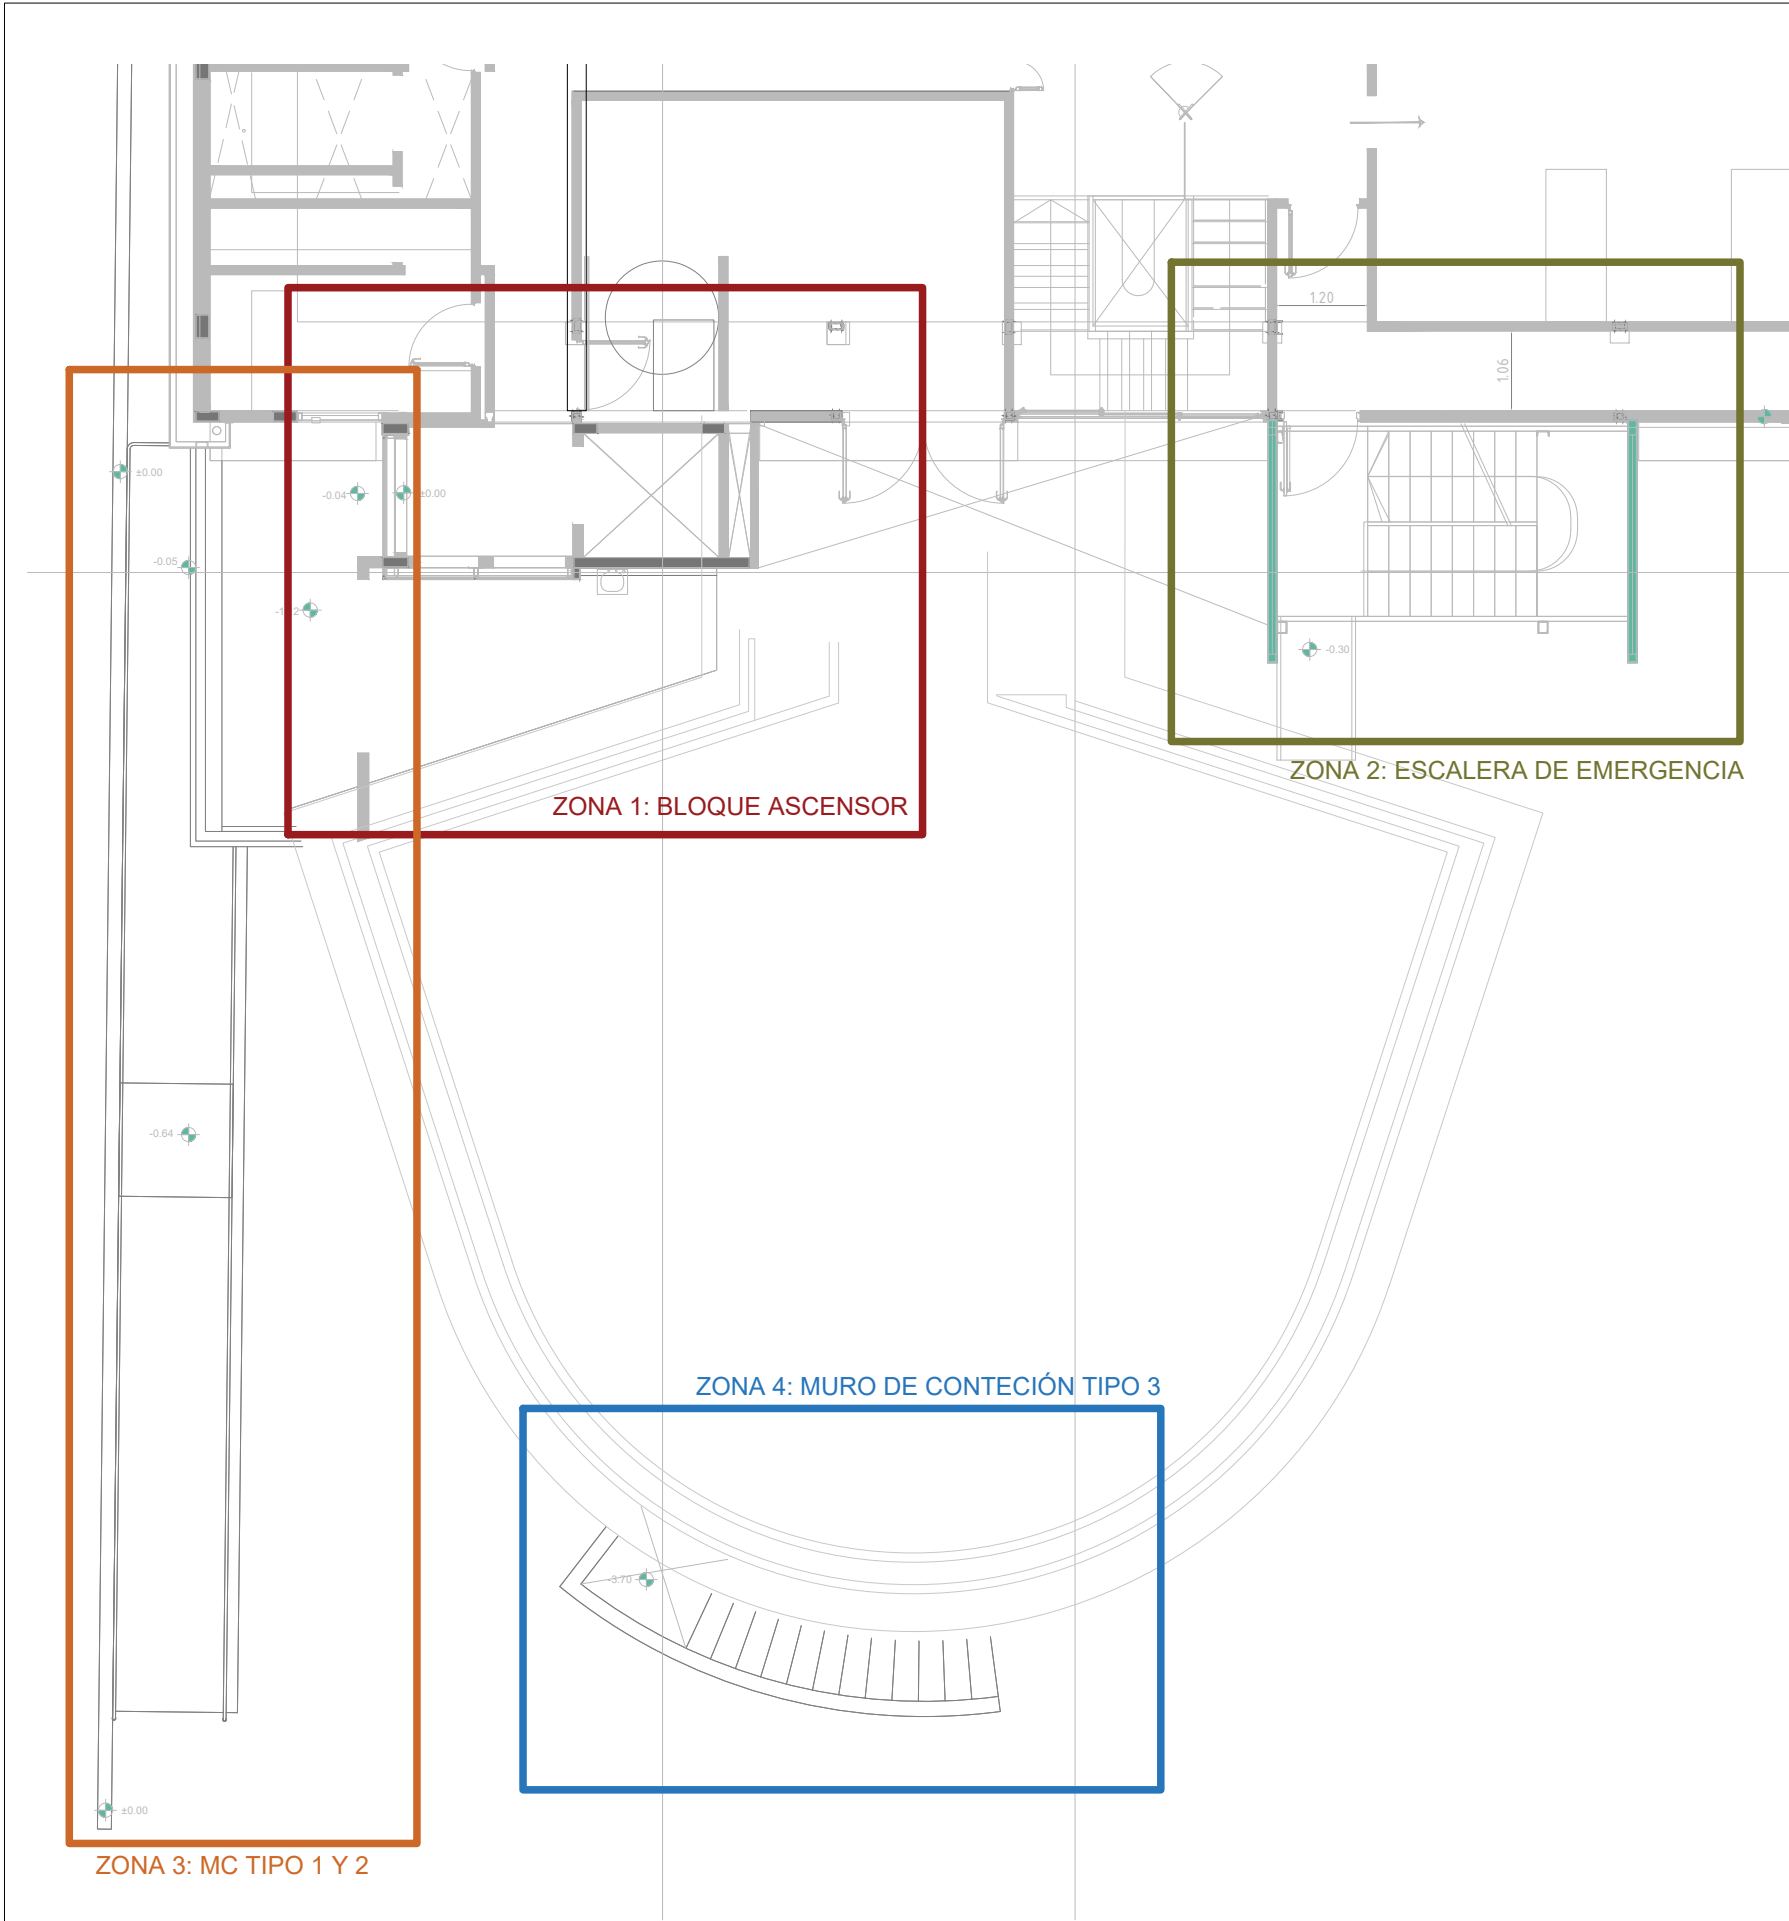 1.20
1.06
±0.00
-0.04
±0.00
-0.05
-0.30
ZONA 2: ESCALERA DE EMERGENCIA
ZONA 1: BLOQUE ASCENSOR
-0.64
ZONA 4: MURO DE CONTECIÓN TIPO 3
-3.70
±0.00
ZONA 3: MC TIPO 1 Y 2